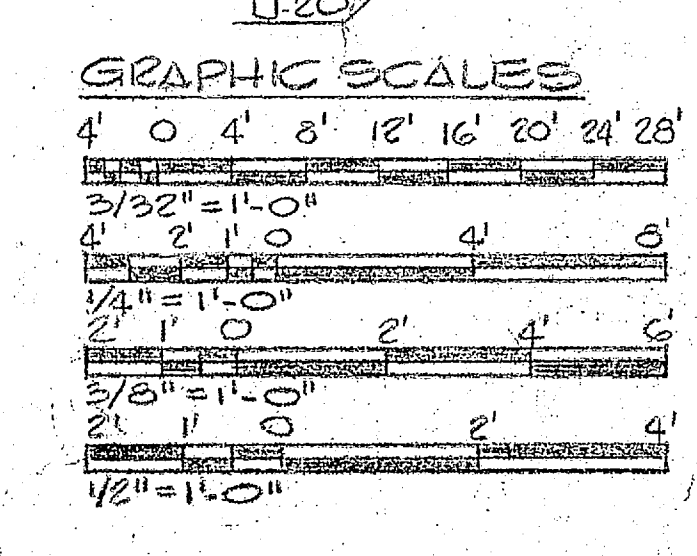 GRAPHIC SCALES
4' 0 4' 8' 12' 16' 20' 24' 28'
3/32" = 1'-0"
4' 2' 1' 0 4' 8'
1/4" = 1'-0"
2' 1' 0 2' 4' 6'
3/8" = 1'-0"
2' 1' 0 2' 4'
1/2" = 1'-0"